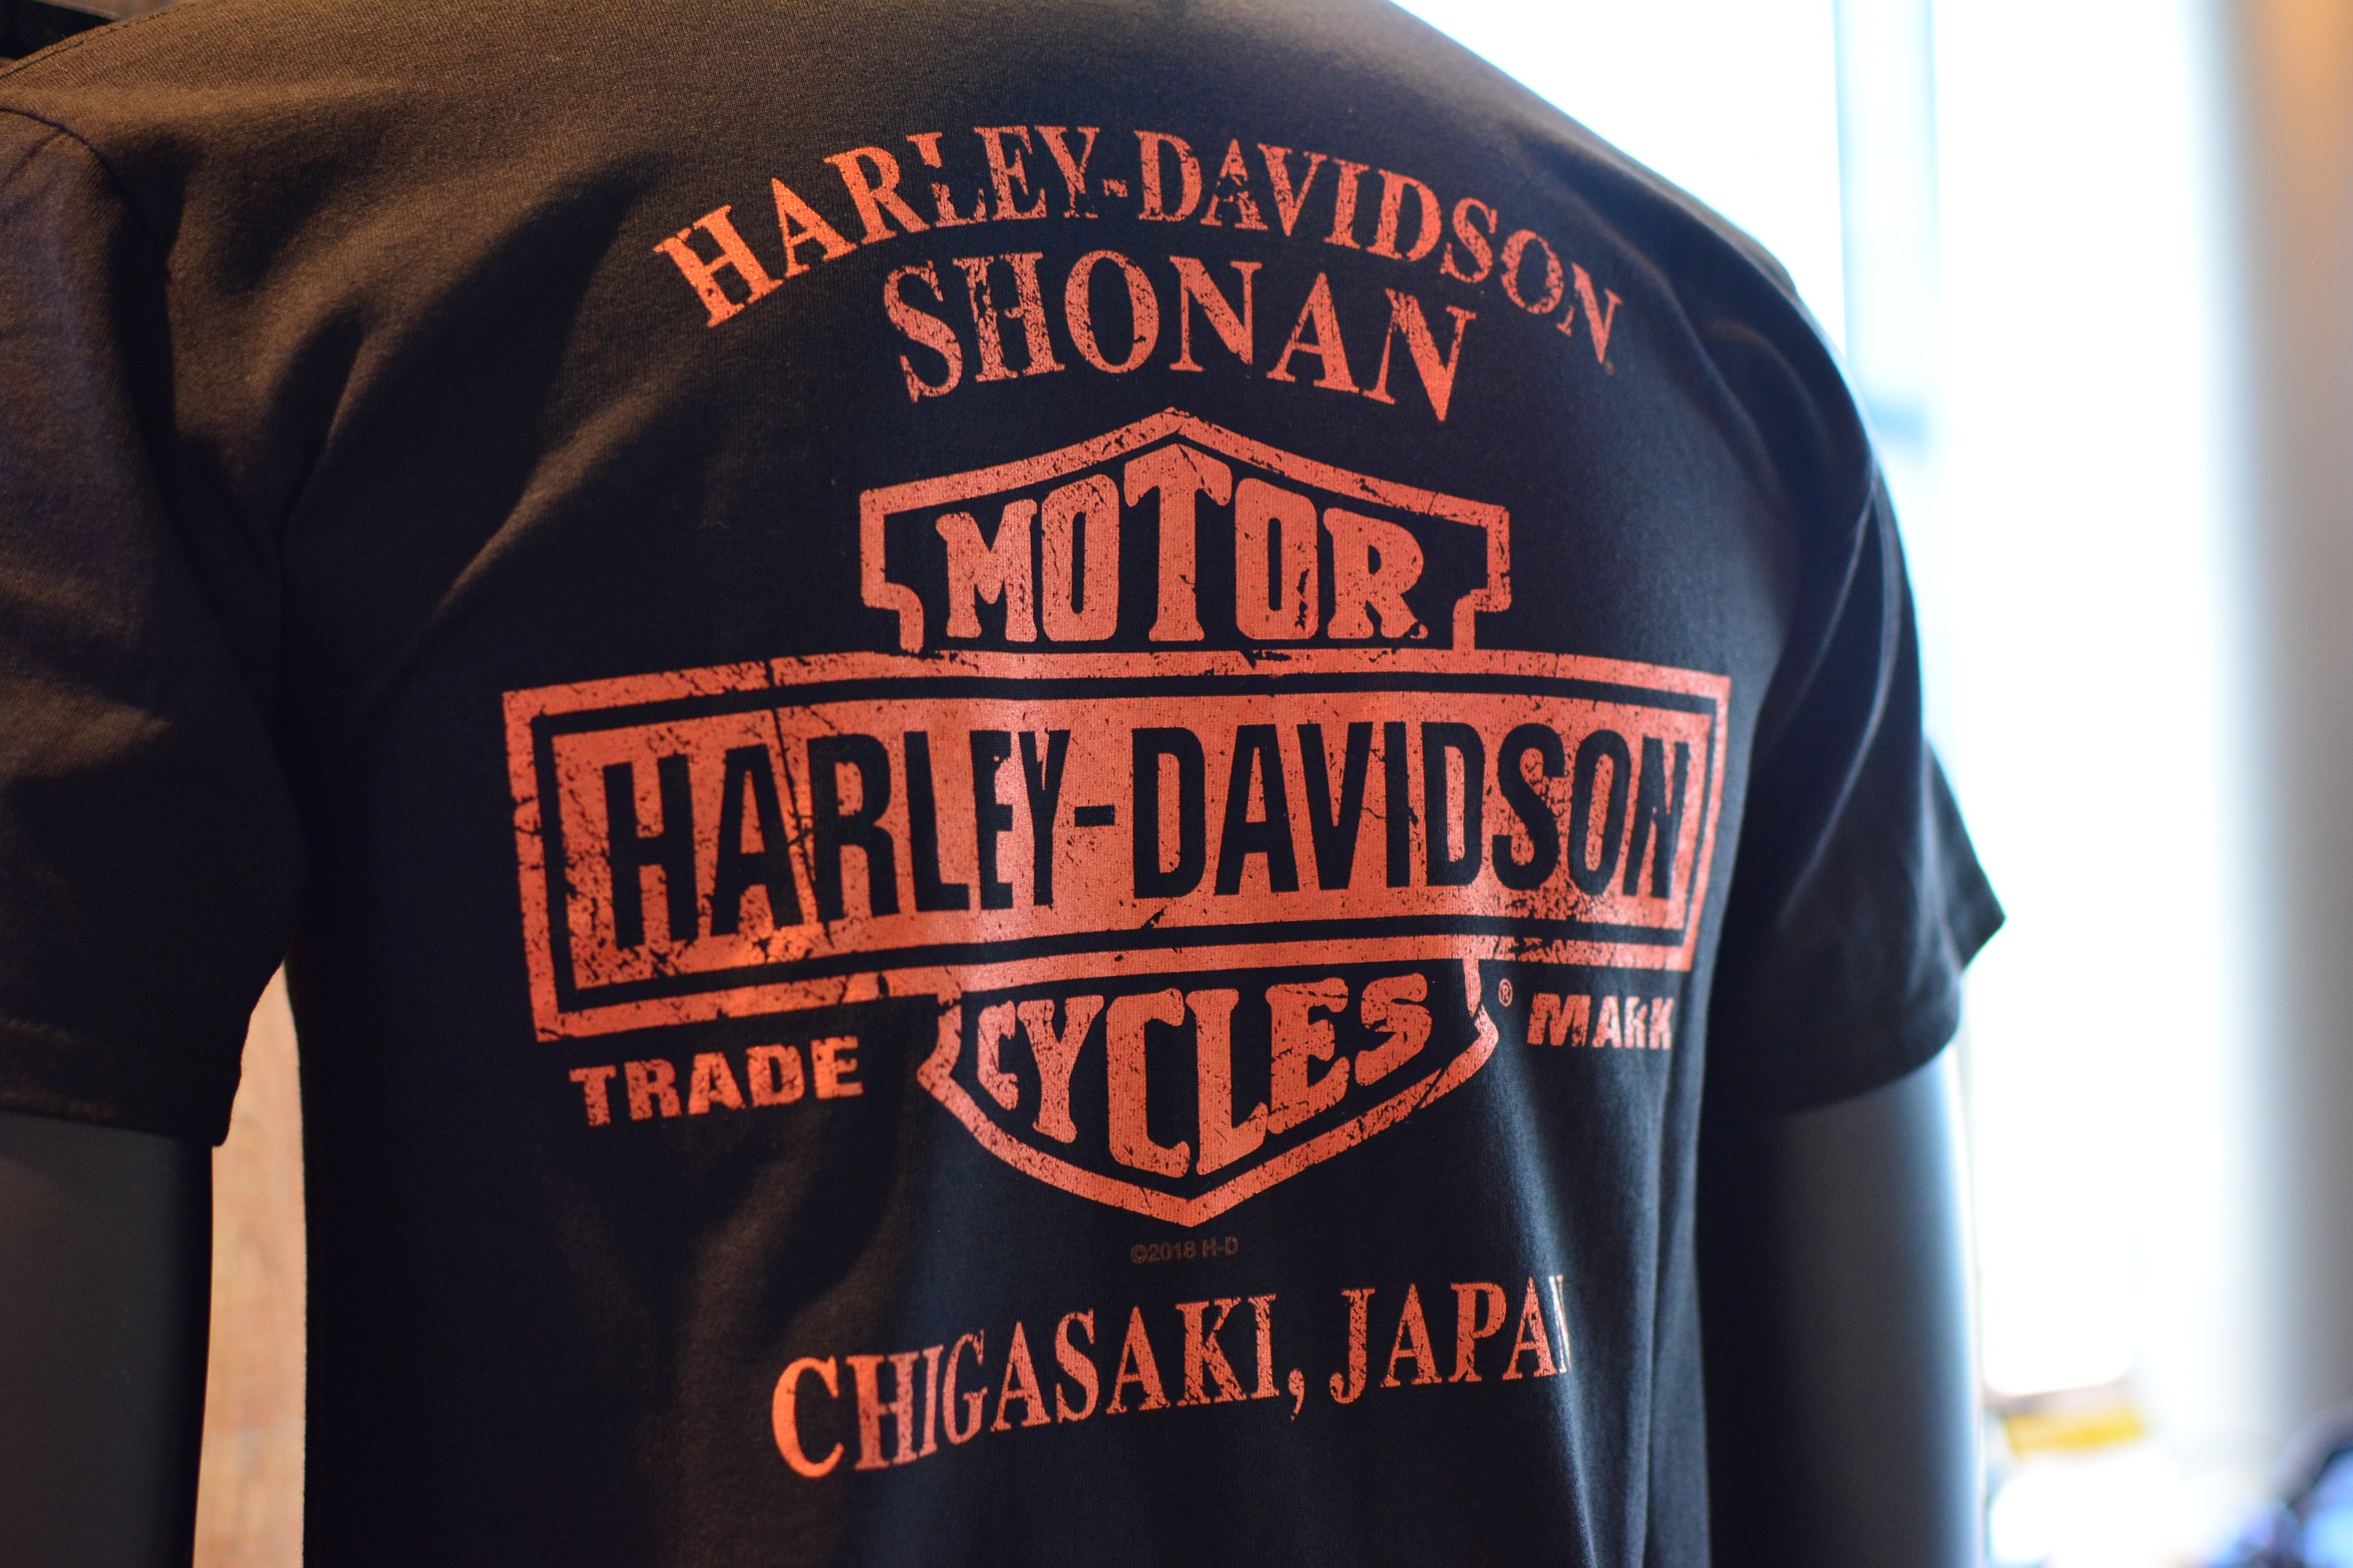 HARLEY-DAVIDSON
SHONAN
MOTOR
HARLEY-DAVIDSON
TRADE CYCLES ® MARK
©2018 H-D
CHIGASAKI, JAPAN